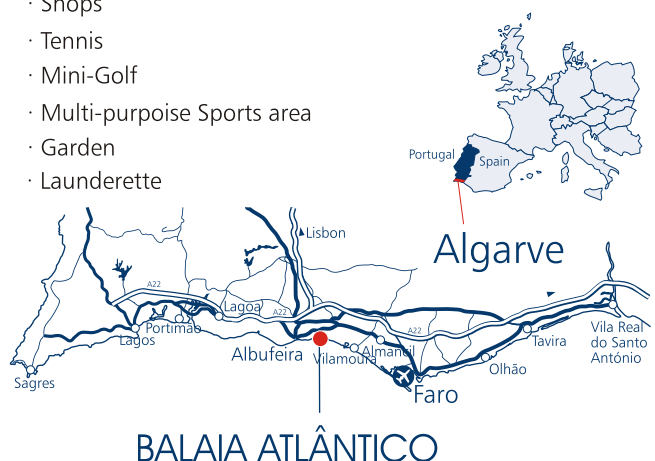 · Shops
· Tennis
· Mini-Golf
· Multi-purpoise Sports area
· Garden
· Launderette
Portugal
Spain
Algarve
Lisbon
A22
Lagoa
A22
A22
Portimão
Lagos
Albufeira
Vilamoura
Almancil
Tavira
Vila Real
do Santo
António
Olhão
Sagres
Faro
BALAIA ATLÂNTICO